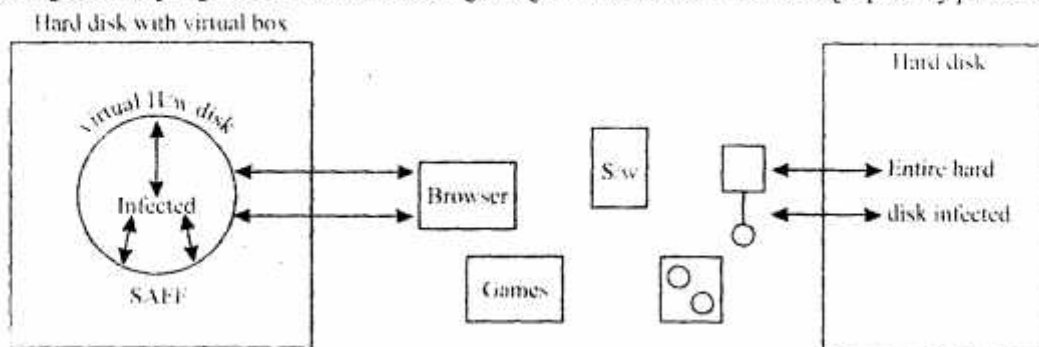 Hard disk with virtual box
Hard disk
Virtual H/w disk
Infected
SAFE
Browser
S/w
Games
Entire hard
disk infected